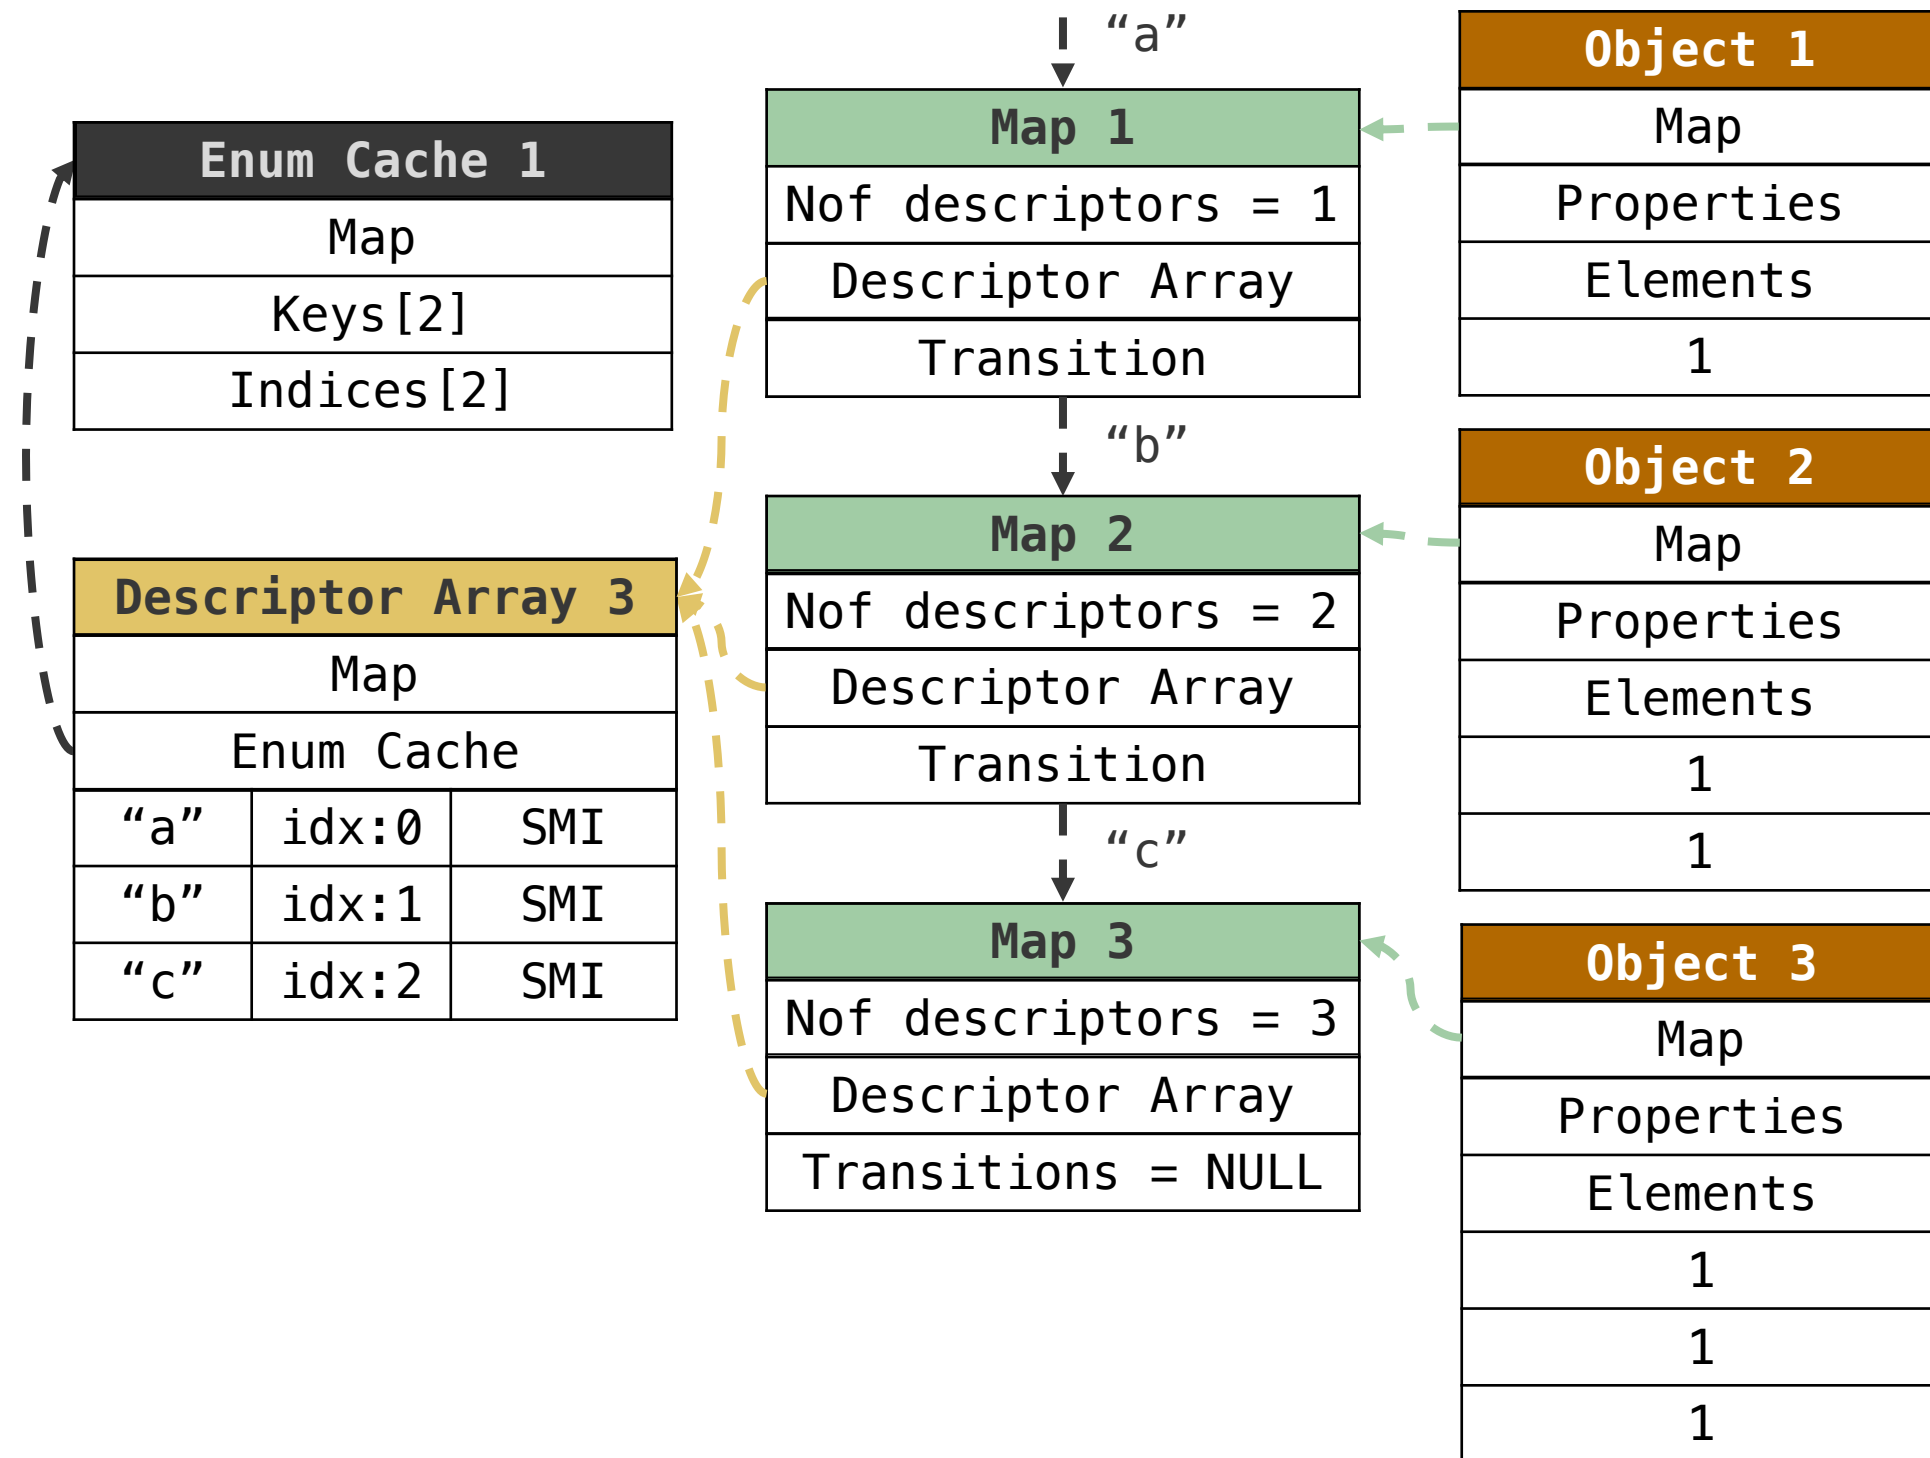 Enum Cache 1
Map
Keys[2]
Indices[2]
Descriptor Array 3
Map
Enum Cache
“a” idx:0 SMI
“b” idx:1 SMI
“c” idx:2 SMI
“a”
Map 1
Nof descriptors = 1
Descriptor Array
Transition
“b”
Map 2
Nof descriptors = 2
Descriptor Array
Transition
“c”
Map 3
Nof descriptors = 3
Descriptor Array
Transitions = NULL
Object 1
Map
Properties
Elements
1
Object 2
Map
Properties
Elements
1
1
Object 3
Map
Properties
Elements
1
1
1